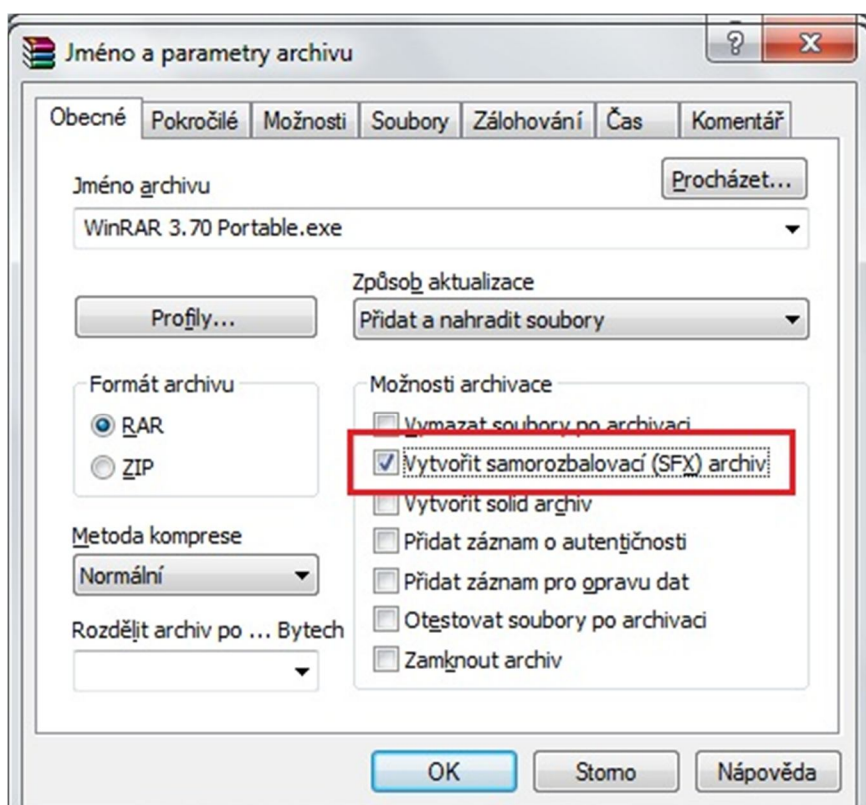 Jméno a parametry archivu
Obecné Pokročilé Možnosti Soubory Zálohování Čas Komentář
Jméno archivu
Procházet...
WinRAR 3.70 Portable.exe
Způsob aktualizace
Profily...
Přidat a nahradit soubory
Formát archivu
RAR
ZIP
Metoda komprese
Normální
Rozdělit archiv po ... Bytech
Možnosti archivace
Vymazat soubory po archivaci
Vytvořit samorozbalovací (SFX) archiv
Vytvořit solid archiv
Přidat záznam o autentičnosti
Přidat záznam pro opravu dat
Otestovat soubory po archivaci
Zamknout archiv
OK Storno Nápověda